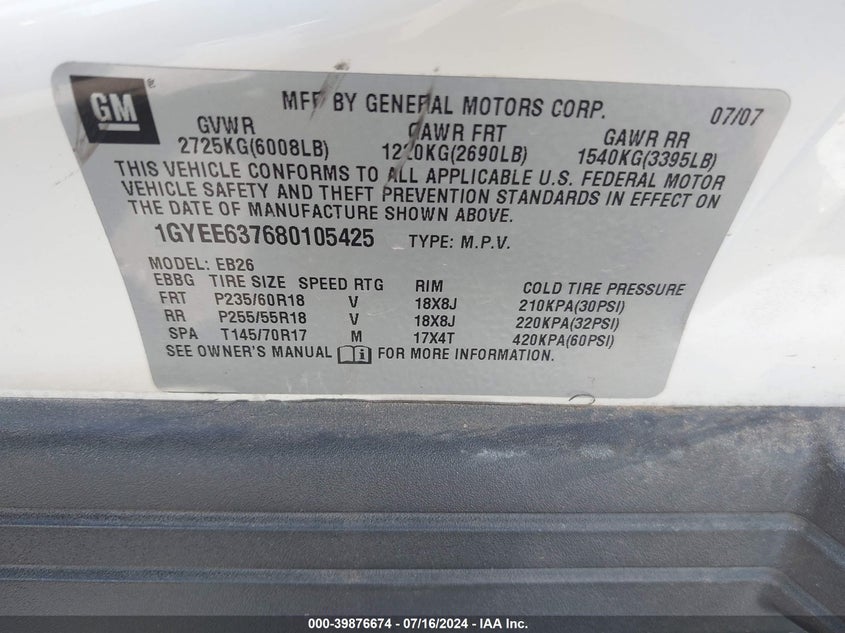 GM ®
MFD BY GENERAL MOTORS CORP. 07/07
GVWR GAWR FRT GAWR RR
2725KG(6008LB) 1220KG(2690LB) 1540KG(3395LB)
THIS VEHICLE CONFORMS TO ALL APPLICABLE U.S. FEDERAL MOTOR
VEHICLE SAFETY AND THEFT PREVENTION STANDARDS IN EFFECT ON
THE DATE OF MANUFACTURE SHOWN ABOVE.
1GYEE637680105425 TYPE: M.P.V.
MODEL: EB26
EBBG TIRE SIZE SPEED RTG RIM COLD TIRE PRESSURE
FRT P235/60R18 V 18X8J 210KPA(30PSI)
RR P255/55R18 V 18X8J 220KPA(32PSI)
SPA T145/70R17 M 17X4T 420KPA(60PSI)
SEE OWNER'S MANUAL FOR MORE INFORMATION.
000-39876674 / 07/16/2024 - © IAA Inc.